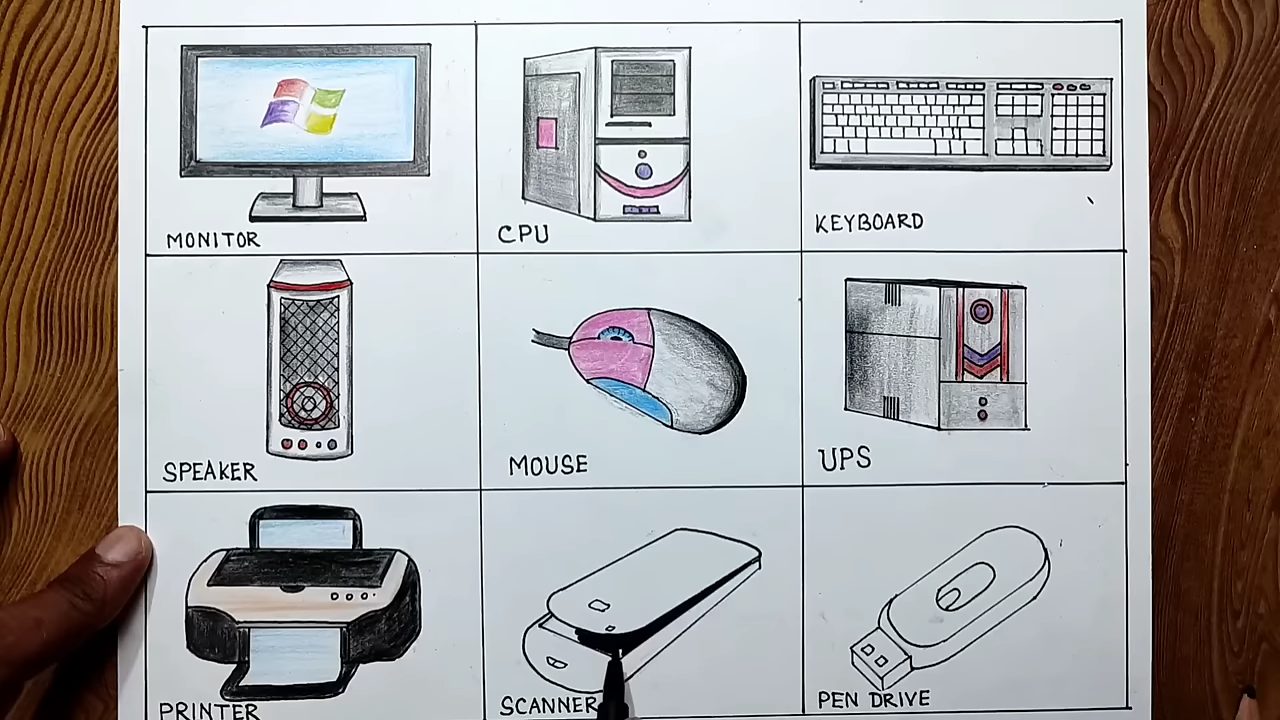 MONITOR
CPU
KEYBOARD
SPEAKER
MOUSE
UPS
PRINTER
SCANNER
PEN DRIVE